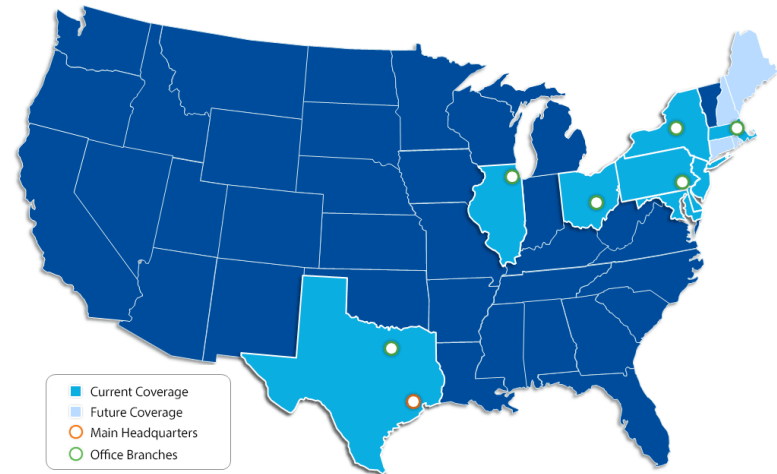 Current Coverage
Future Coverage
Main Headquarters
Office Branches